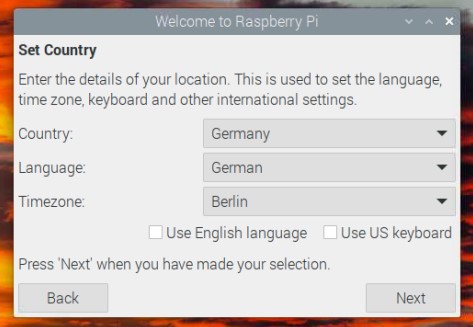 Welcome to Raspberry Pi
Set Country
Enter the details of your location. This is used to set the language,
time zone, keyboard and other international settings.
Country: Germany
Language: German
Timezone: Berlin
Use English language Use US keyboard
Press 'Next' when you have made your selection.
Back Next